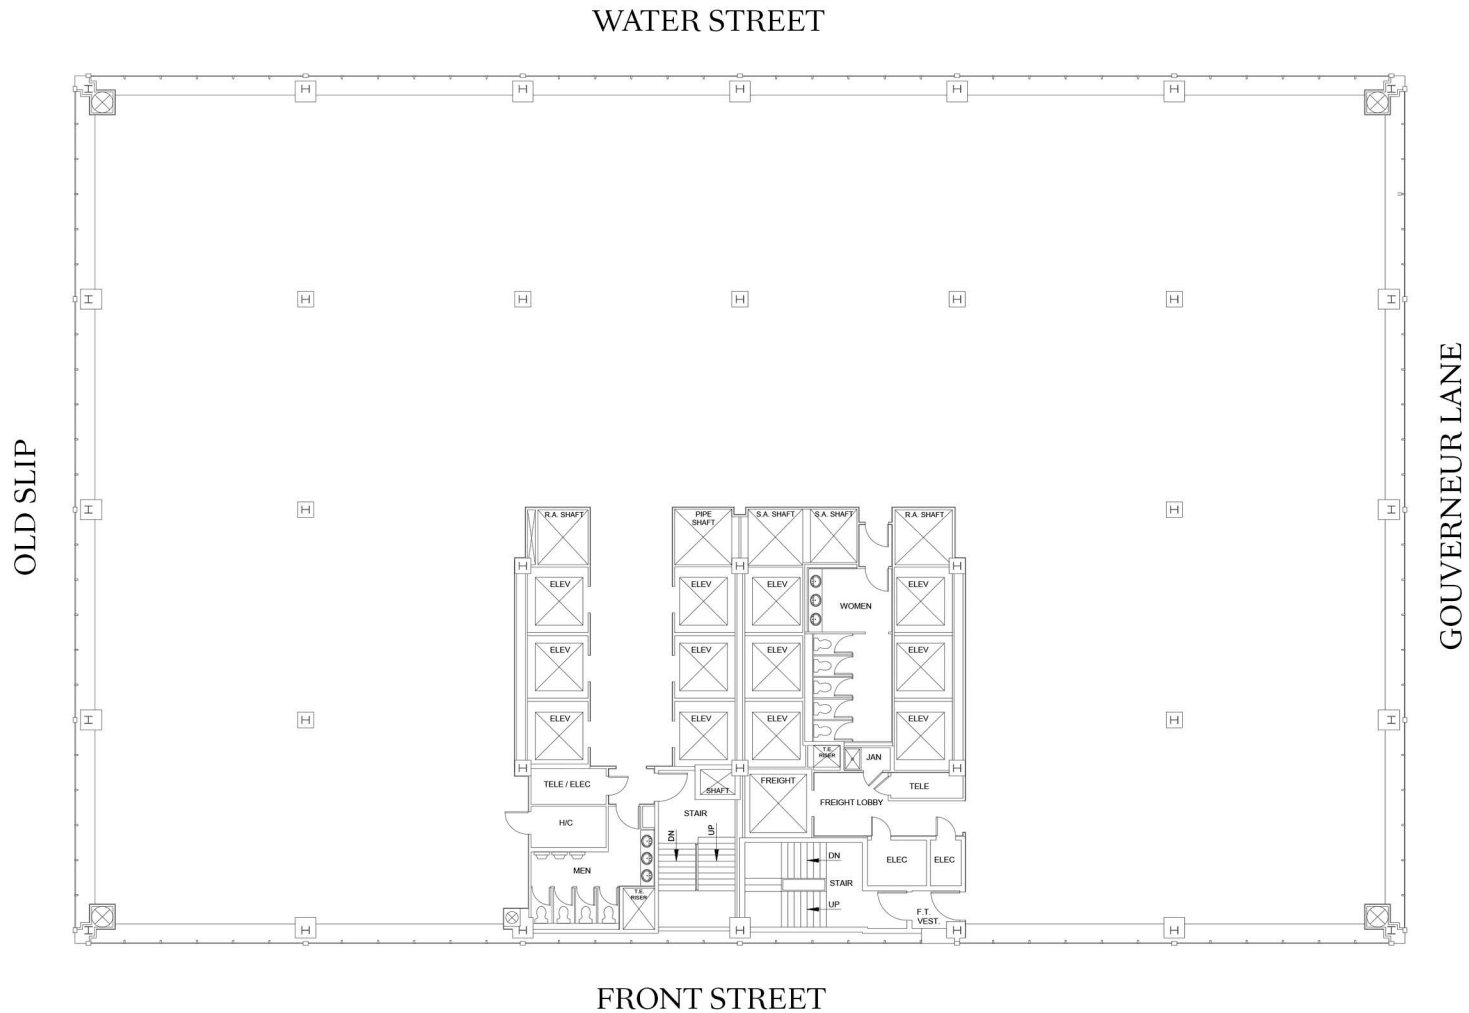 WATER STREET
OLD SLIP
GOUVERNEUR LANE
R.A. SHAFT
PIPE
SHAFT
S.A. SHAFT
S.A. SHAFT
R.A. SHAFT
ELEV
ELEV
ELEV
WOMEN
ELEV
ELEV
ELEV
ELEV
ELEV
ELEV
ELEV
ELEV
ELEV
T.E.
RISER
JAN
TELE / ELEC
SHAFT
FREIGHT
TELE
FREIGHT LOBBY
H/C
STAIR
DN
UP
MEN
DN
STAIR
UP
ELEC
ELEC
T.E.
RISER
F.T.
VEST.
FRONT STREET